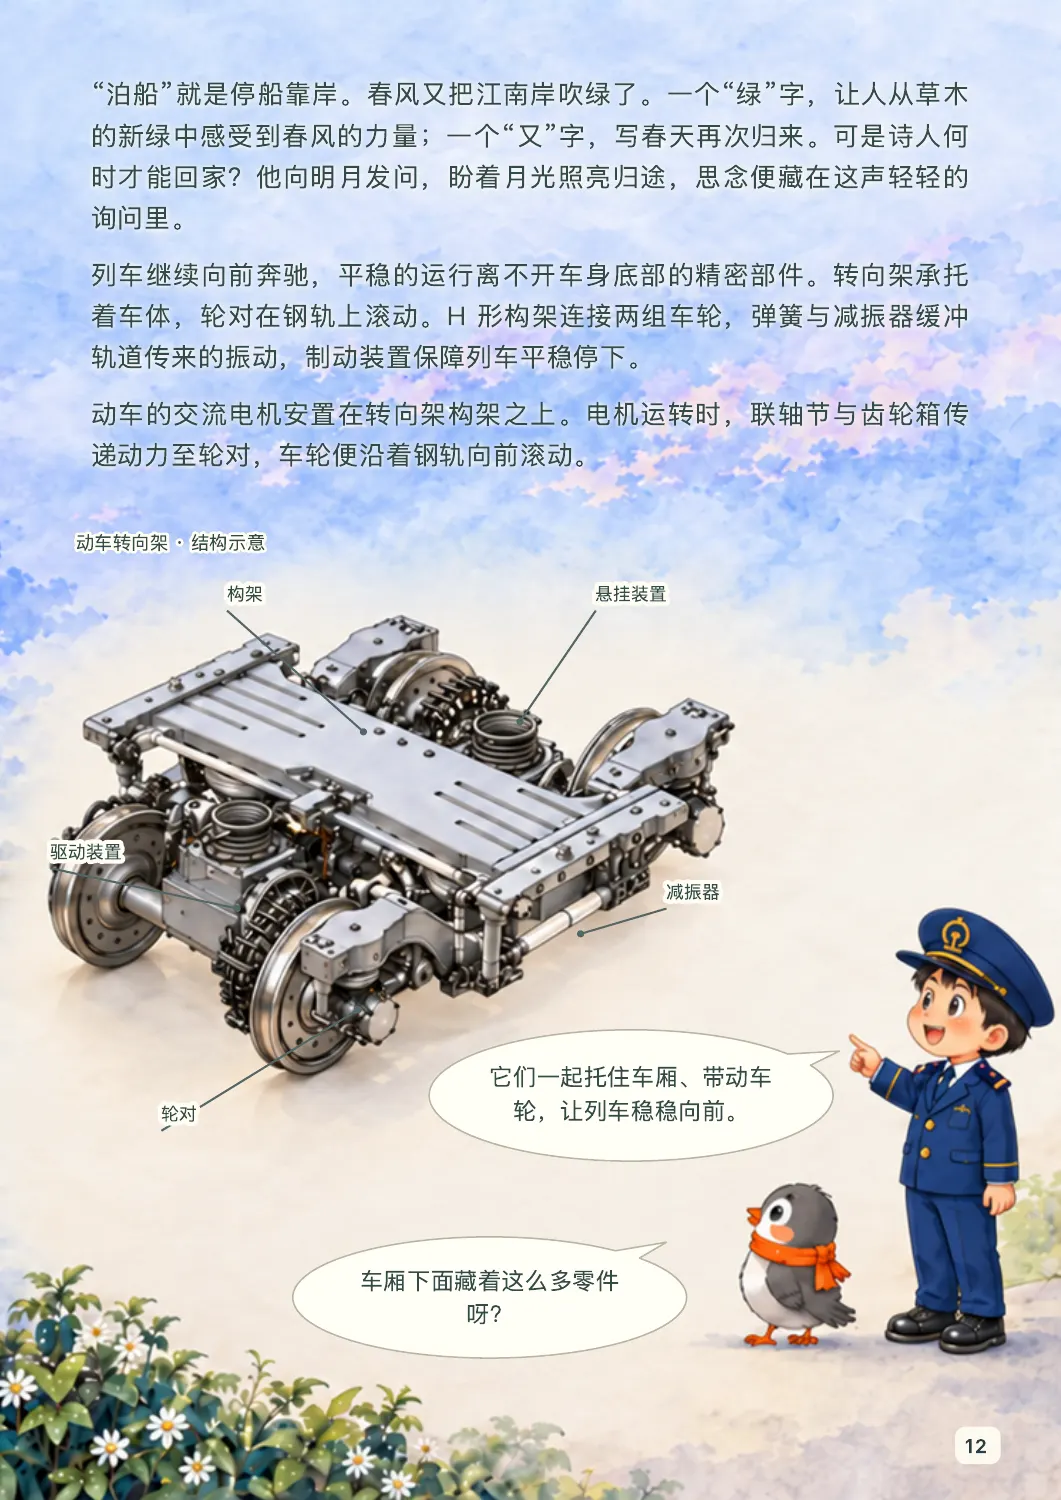 “泊船”就是停船靠岸。春风又把江南岸吹绿了。一个“绿”字，让人从草木
的新绿中感受到春风的力量；一个“又”字，写春天再次归来。可是诗人何
时才能回家？他向明月发问，盼着月光照亮归途，思念便藏在这声轻轻的
询问里。
列车继续向前奔驰，平稳的运行离不开车身底部的精密部件。转向架承托
着车体，轮对在钢轨上滚动。H 形构架连接两组车轮，弹簧与减振器缓冲
轨道传来的振动，制动装置保障列车平稳停下。
动车的交流电机安置在转向架构架之上。电机运转时，联轴节与齿轮箱传
递动力至轮对，车轮便沿着钢轨向前滚动。
动车转向架 · 结构示意
构架
悬挂装置
驱动装置
减振器
轮对
它们一起托住车厢、带动车
轮，让列车稳稳向前。
车厢下面藏着这么多零件
呀？
12